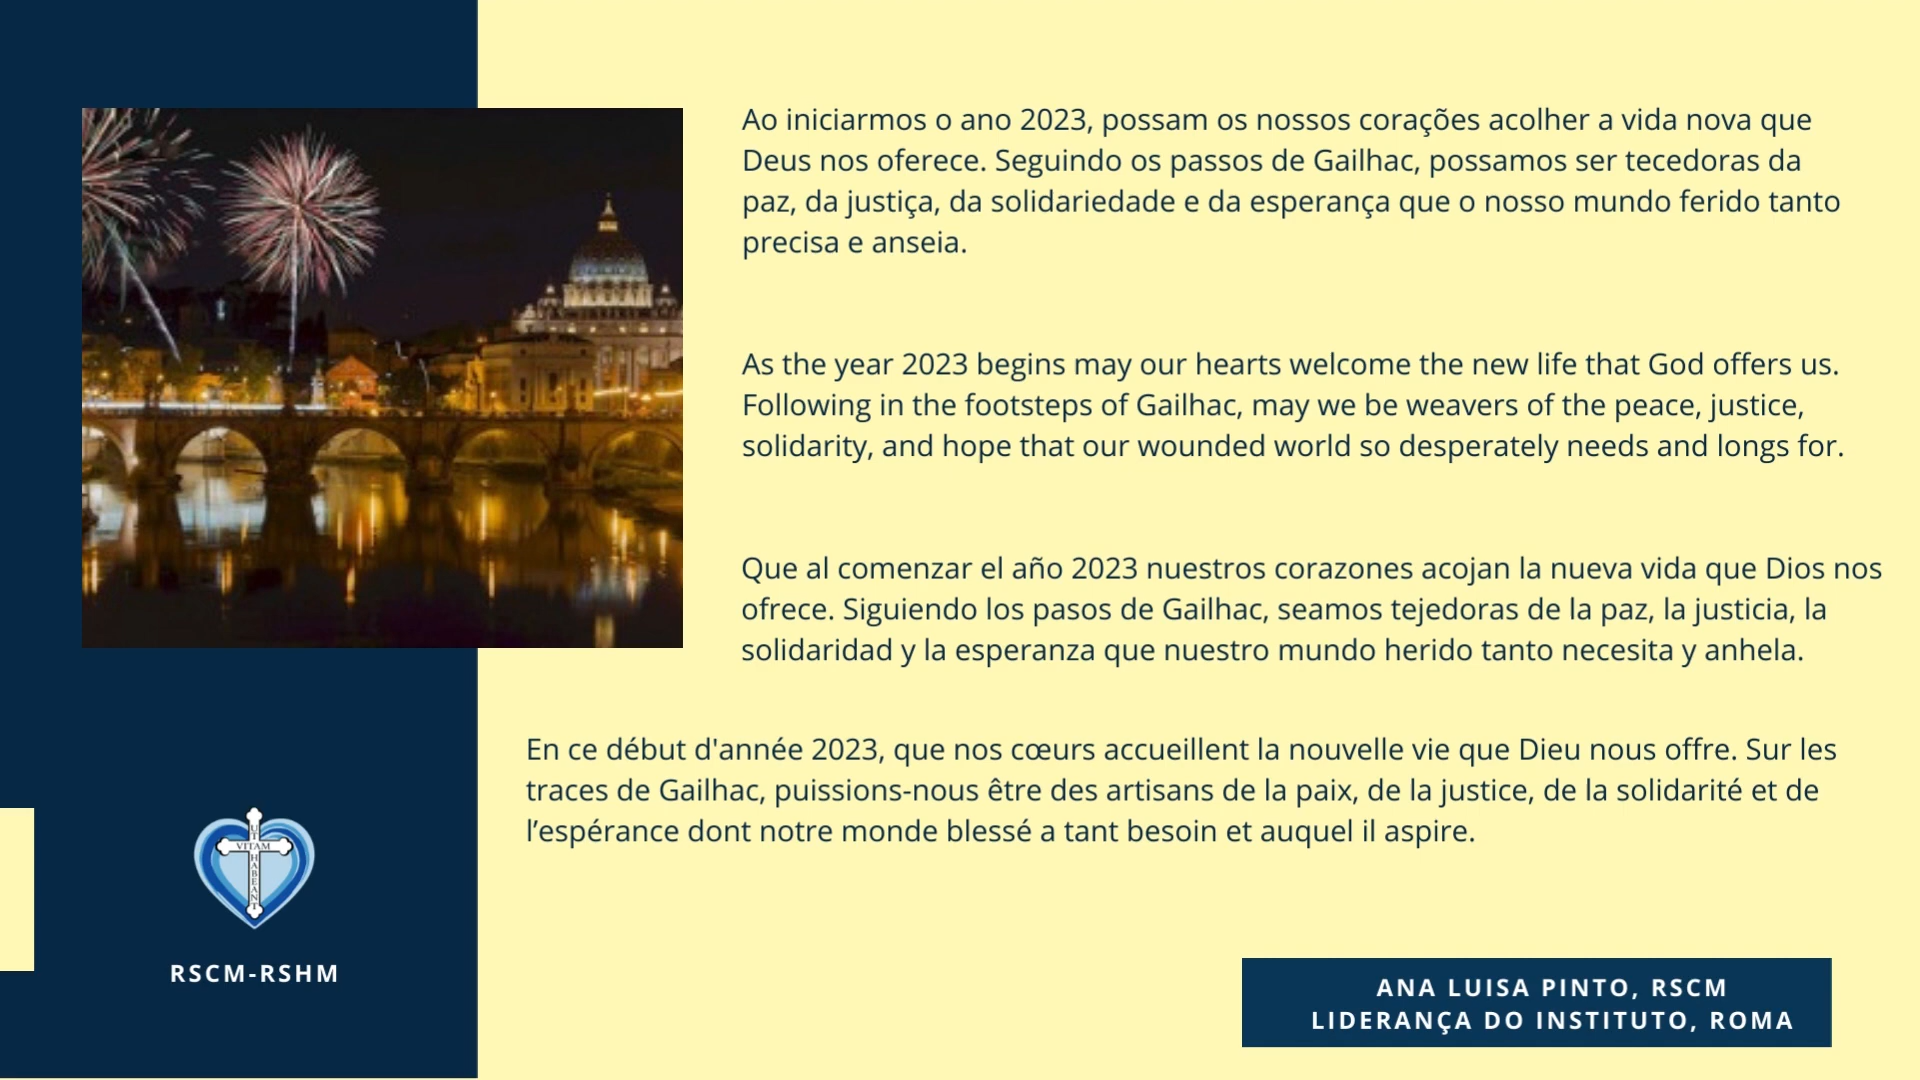 Ao iniciarmos o ano 2023, possam os nossos corações acolher a vida nova que
Deus nos oferece. Seguindo os passos de Gailhac, possamos ser tecedoras da
paz, da justiça, da solidariedade e da esperança que o nosso mundo ferido tanto
precisa e anseia.
As the year 2023 begins may our hearts welcome the new life that God offers us.
Following in the footsteps of Gailhac, may we be weavers of the peace, justice,
solidarity, and hope that our wounded world so desperately needs and longs for.
Que al comenzar el año 2023 nuestros corazones acojan la nueva vida que Dios nos
ofrece. Siguiendo los pasos de Gailhac, seamos tejedoras de la paz, la justicia, la
solidaridad y la esperanza que nuestro mundo herido tanto necesita y anhela.
En ce début d'année 2023, que nos cœurs accueillent la nouvelle vie que Dieu nous offre. Sur les
traces de Gailhac, puissions-nous être des artisans de la paix, de la justice, de la solidarité et de
l’espérance dont notre monde blessé a tant besoin et auquel il aspire.
UT
VITAM
HABEANT
RSCM-RSHM
ANA LUISA PINTO, RSCM
LIDERANÇA DO INSTITUTO, ROMA